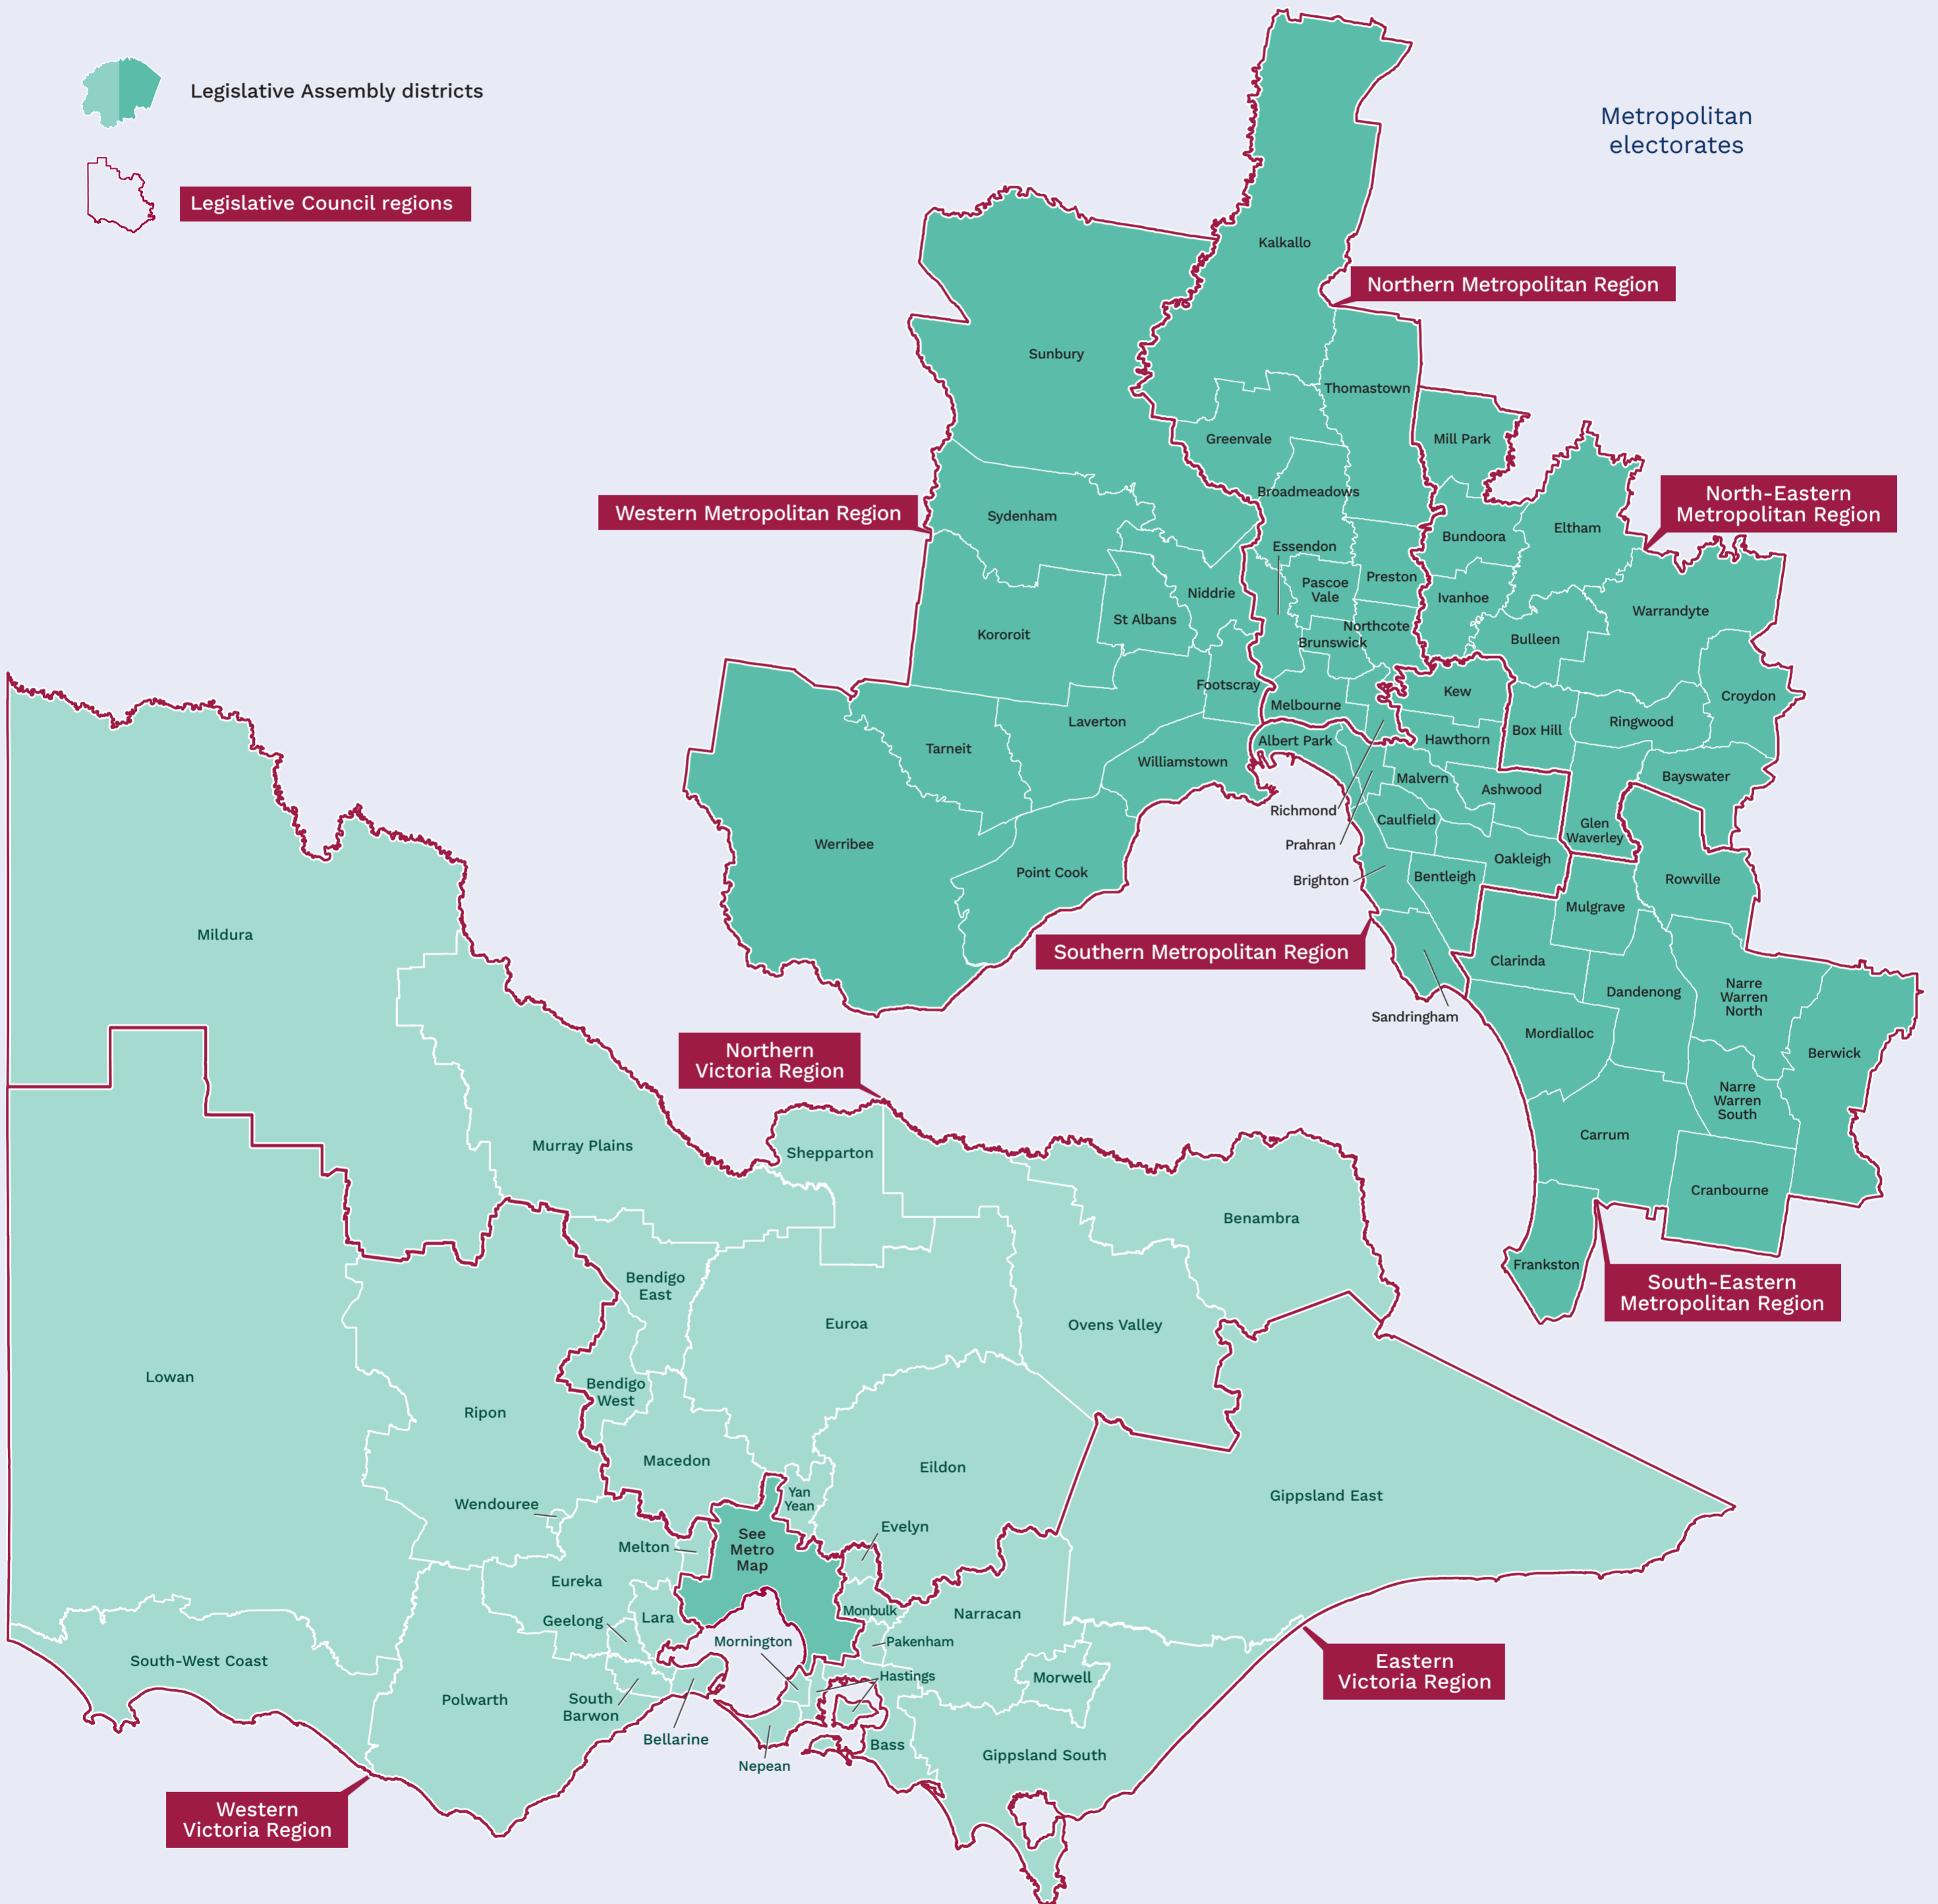 Legislative Assembly districts
Legislative Council regions
Metropolitan
electorates
Kalkallo
Northern Metropolitan Region
Sunbury
Thomastown
Greenvale
Mill Park
Broadmeadows
North-Eastern
Metropolitan Region
Western Metropolitan Region
Sydenham
Eltham
Bundoora
Essendon
Preston
Pascoe
Vale
Niddrie
Ivanhoe
Warrandyte
St Albans
Northcote
Kororoit
Brunswick
Bulleen
Footscray
Kew
Croydon
Melbourne
Laverton
Ringwood
Box Hill
Hawthorn
Albert Park
Tarneit
Williamstown
Malvern
Bayswater
Ashwood
Richmond
Caulfield
Glen
Waverley
Werribee
Prahran
Oakleigh
Point Cook
Brighton
Bentleigh
Rowville
Mulgrave
Southern Metropolitan Region
Clarinda
Dandenong
Narre
Warren
North
Sandringham
Mordialloc
Berwick
Narre
Warren
South
Carrum
Cranbourne
Frankston
South-Eastern
Metropolitan Region
Mildura
Northern
Victoria Region
Murray Plains
Shepparton
Benambra
Bendigo
East
Euroa
Ovens Valley
Lowan
Bendigo
West
Ripon
Macedon
Eildon
Yan
Yean
Gippsland East
Wendouree
Evelyn
See
Metro
Map
Melton
Eureka
Monbulk
Narracan
Lara
Geelong
Mornington
Pakenham
South-West Coast
Hastings
Morwell
Eastern
Victoria Region
Polwarth
South
Barwon
Bellarine
Bass
Nepean
Gippsland South
Western
Victoria Region